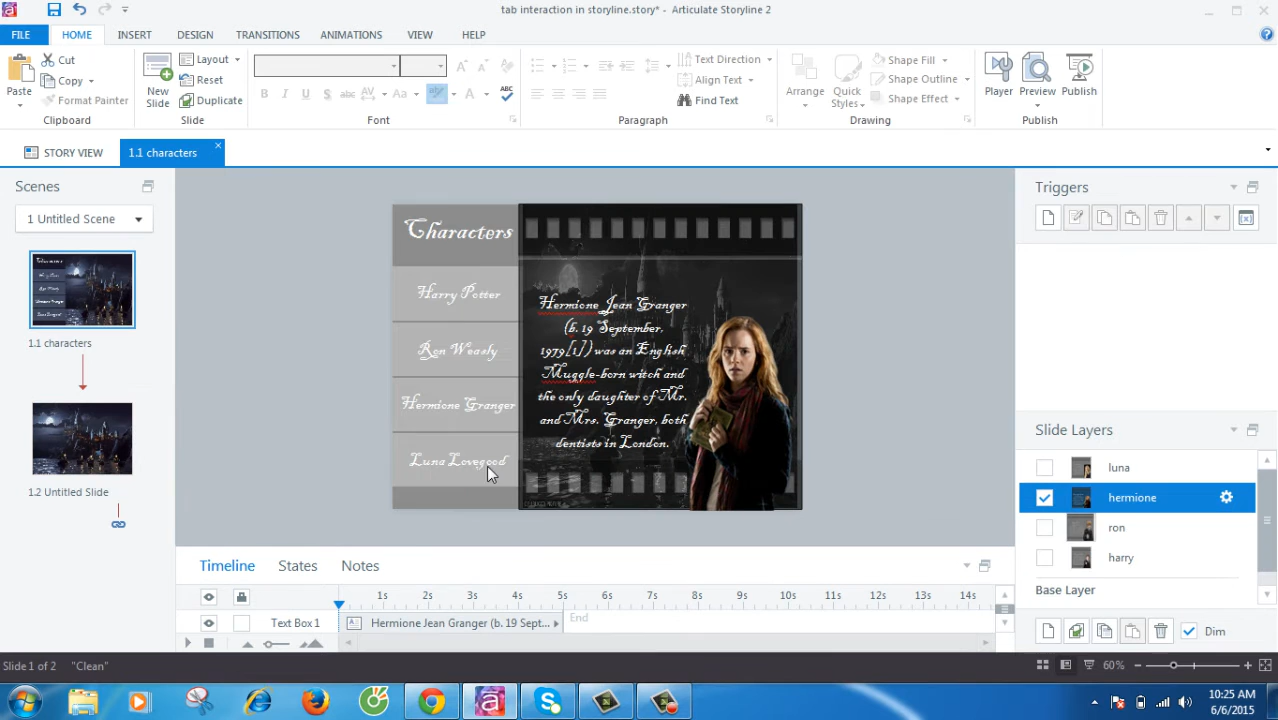 tab interaction in storyline.story* - Articulate Storyline 2
FILE HOME INSERT DESIGN TRANSITIONS ANIMATIONS VIEW HELP
Paste
Cut
Copy
Format Painter
Clipboard
New Slide
Layout
Reset
Duplicate
Slide
B I U S abc AV Aa A ABC
Font
Text Direction
Align Text
Find Text
Paragraph
Arrange
Quick Styles
Shape Fill
Shape Outline
Shape Effect
Drawing
Player
Preview
Publish
Publish
STORY VIEW
1.1 characters
Scenes
1 Untitled Scene
1.1 characters
1.2 Untitled Slide
Characters
Harry Potter
Ron Weasly
Hermione Granger
Luna Lovegood
Hermione Jean Granger
(b. 19 September,
1979[1]) was an English
Muggle-born witch and
the only daughter of Mr.
and Mrs. Granger, both
dentists in London.
Triggers
Slide Layers
luna
hermione
ron
harry
Base Layer
Dim
Timeline States Notes
1s 2s 3s 4s 5s 6s 7s 8s 9s 10s 11s 12s 13s 14s
Text Box 1
Hermione Jean Granger (b. 19 Sept...
End
Slide 1 of 2 "Clean"
60%
10:25 AM
6/6/2015